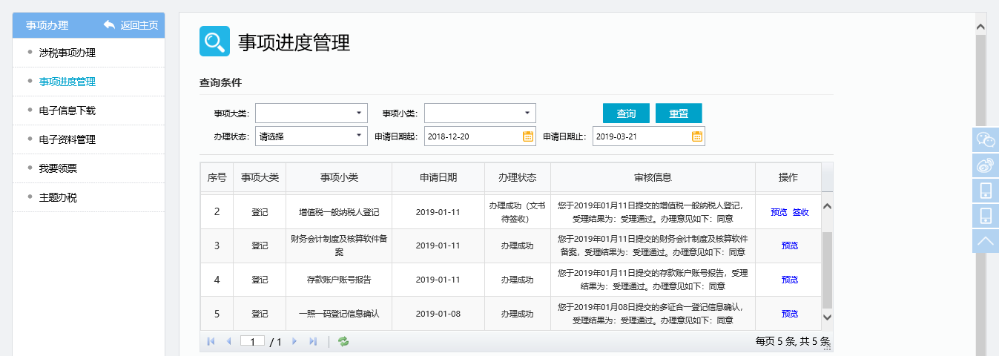 事项办理 返回主页
涉税事项办理
事项进度管理
电子信息下载
电子资料管理
我要领票
主题办税
事项进度管理
查询条件
事项大类: 事项小类: 查询 重置
办理状态: 请选择 申请日期起: 2018-12-20 申请日期止: 2019-03-21
序号 事项大类 事项小类 申请日期 办理状态 审核信息 操作
2 登记 增值税一般纳税人登记 2019-01-11 办理成功（文书
待签收） 您于2019年01月11日提交的增值税一般纳税人登记，
受理结果为：受理通过。办理意见如下：同意 预览 签收
3 登记 财务会计制度及核算软件备
案 2019-01-11 办理成功 您于2019年01月11日提交的财务会计制度及核算软件
备案，受理结果为：受理通过。办理意见如下：同意 预览
4 登记 存款账户账号报告 2019-01-11 办理成功 您于2019年01月11日提交的存款账户账号报告，受理
结果为：受理通过。办理意见如下：同意 预览
5 登记 一照一码登记信息确认 2019-01-08 办理成功 您于2019年01月08日提交的多证合一登记信息确认，
受理结果为：受理通过。办理意见如下：同意 预览
1 / 1 每页 5 条, 共 5 条